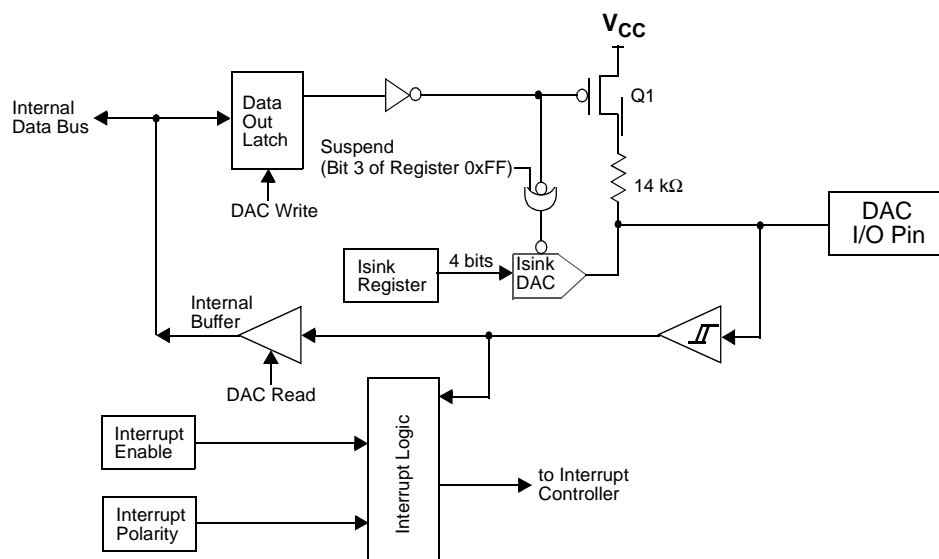 VCC
Q1
Internal
Data Bus
Data
Out
Latch
Suspend
(Bit 3 of Register 0xFF)
14 kΩ
DAC Write
DAC
I/O Pin
4 bits
Isink
Register
Isink
DAC
Internal
Buffer
DAC Read
Interrupt Logic
Interrupt
Enable
to Interrupt
Controller
Interrupt
Polarity